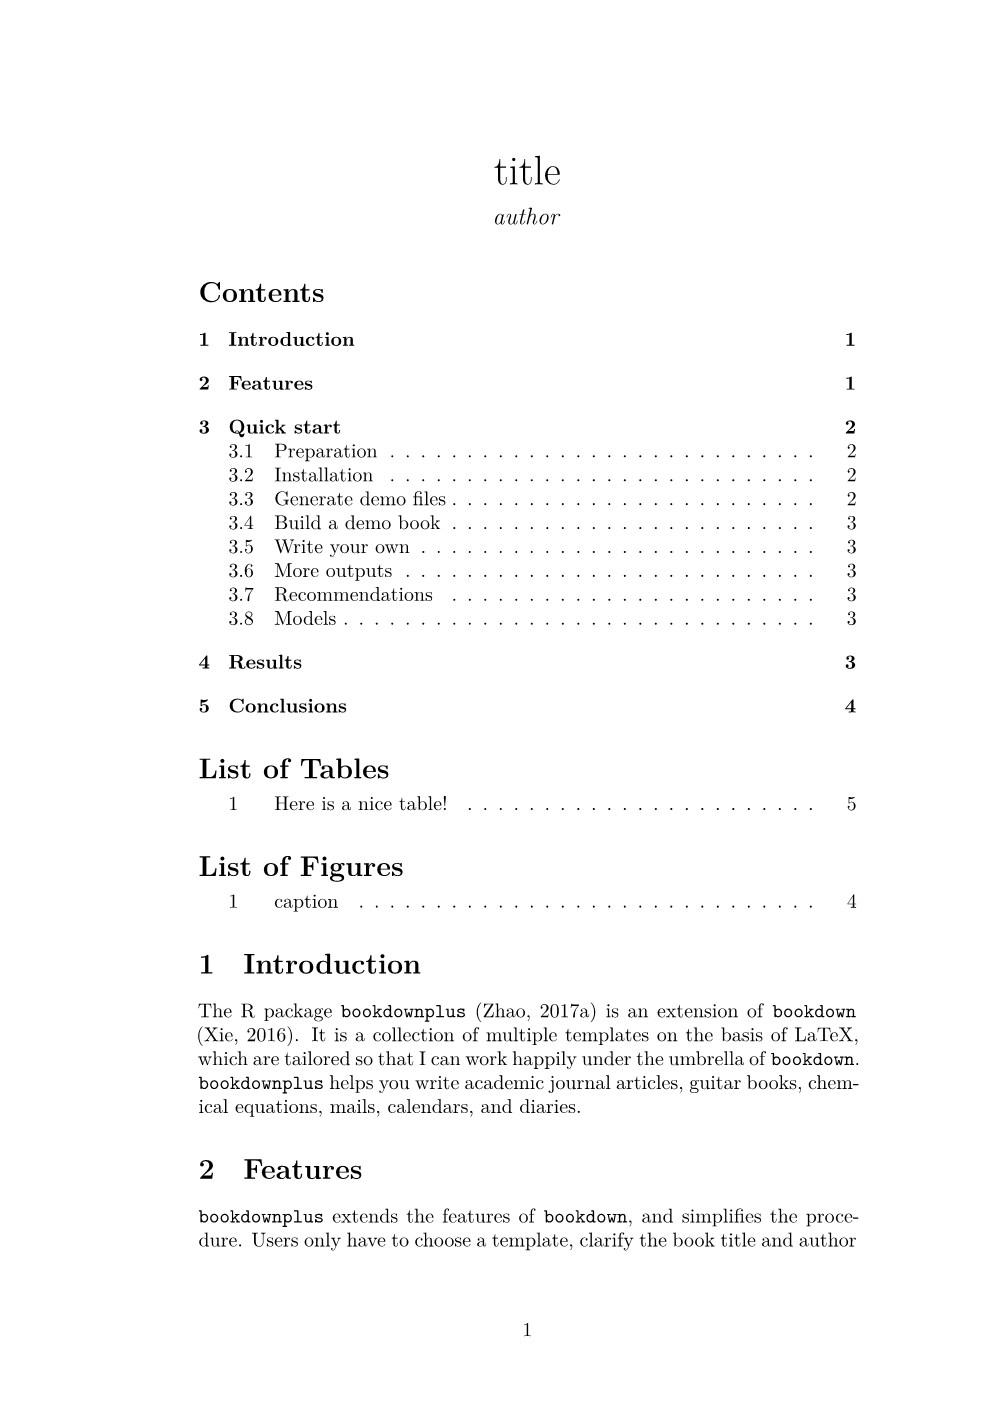 title
author
Contents
1 Introduction 1
2 Features 1
3 Quick start 2
3.1 Preparation . . . . . . . . . . . . . . . . . . . . . . . . . . . . 2
3.2 Installation . . . . . . . . . . . . . . . . . . . . . . . . . . . . 2
3.3 Generate demo files . . . . . . . . . . . . . . . . . . . . . . . . 2
3.4 Build a demo book . . . . . . . . . . . . . . . . . . . . . . . . 3
3.5 Write your own . . . . . . . . . . . . . . . . . . . . . . . . . . 3
3.6 More outputs . . . . . . . . . . . . . . . . . . . . . . . . . . . 3
3.7 Recommendations . . . . . . . . . . . . . . . . . . . . . . . . 3
3.8 Models . . . . . . . . . . . . . . . . . . . . . . . . . . . . . . . 3
4 Results 3
5 Conclusions 4
List of Tables
1 Here is a nice table! . . . . . . . . . . . . . . . . . . . . . . . 5
List of Figures
1 caption . . . . . . . . . . . . . . . . . . . . . . . . . . . . . . 4
1 Introduction
The R package bookdownplus (Zhao, 2017a) is an extension of bookdown
(Xie, 2016). It is a collection of multiple templates on the basis of LaTeX,
which are tailored so that I can work happily under the umbrella of bookdown.
bookdownplus helps you write academic journal articles, guitar books, chem-
ical equations, mails, calendars, and diaries.
2 Features
bookdownplus extends the features of bookdown, and simplifies the proce-
dure. Users only have to choose a template, clarify the book title and author
1